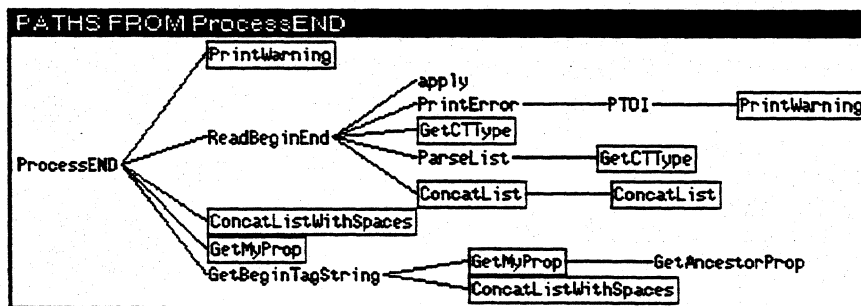 PATHS FROM ProcessEND
PrintWarning
apply
PrintError PTOI PrintWarning
ReadBeginEnd GetCTType
ParseList GetCTType
ProcessEND
ConcatList ConcatList
ConcatListWithSpaces
GetMyProp
GetBeginTagString GetMyProp GetAncestorProp
ConcatListWithSpaces